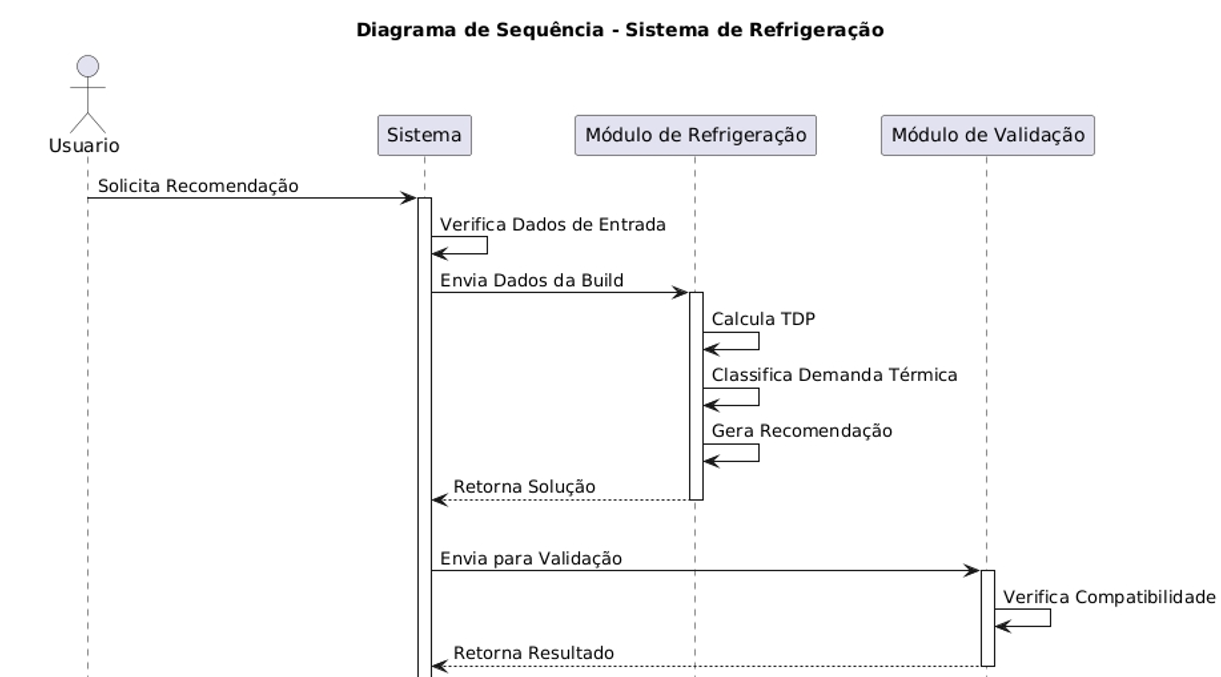 Diagrama de Sequência - Sistema de Refrigeração
Usuario
Sistema
Módulo de Refrigeração
Módulo de Validação
Solicita Recomendação
Verifica Dados de Entrada
Envia Dados da Build
Calcula TDP
Classifica Demanda Térmica
Gera Recomendação
Retorna Solução
Envia para Validação
Verifica Compatibilidade
Retorna Resultado